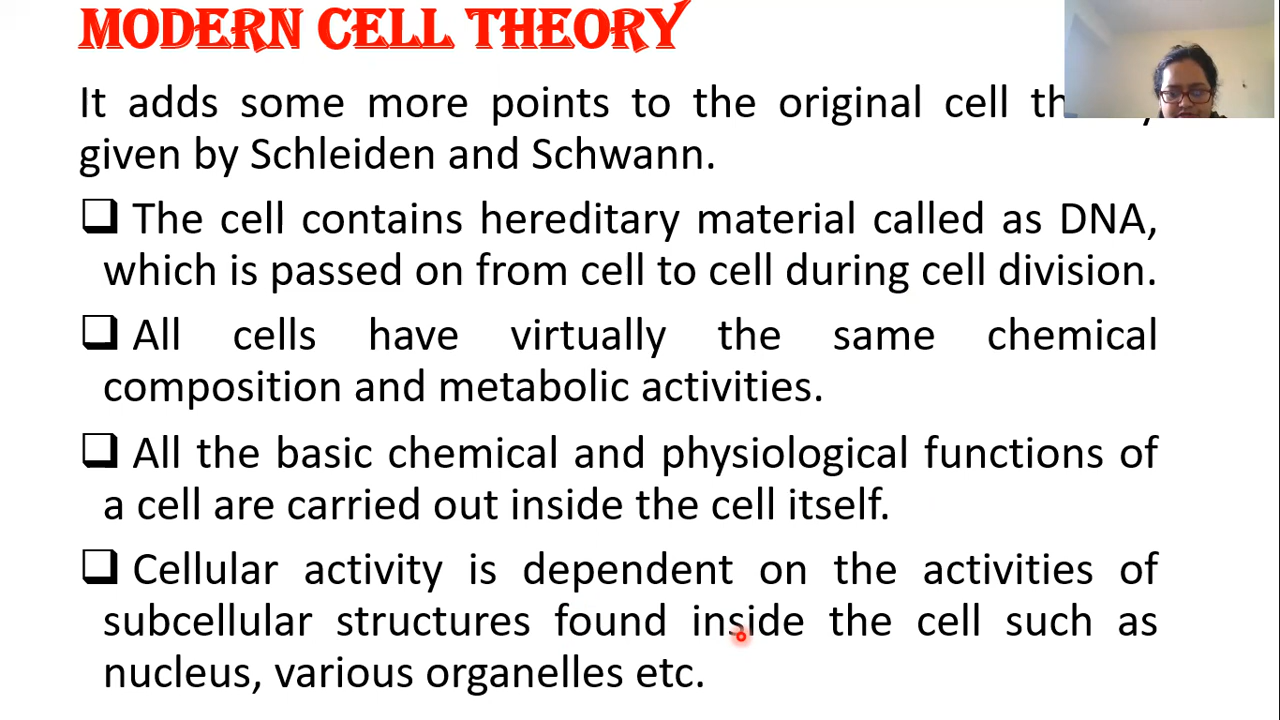 MODERN CELL THEORY
It adds some more points to the original cell
given by Schleiden and Schwann.
❑ The cell contains hereditary material called as DNA,
which is passed on from cell to cell during cell division.
❑ All cells have virtually the same chemical
composition and metabolic activities.
❑ All the basic chemical and physiological functions of
a cell are carried out inside the cell itself.
❑ Cellular activity is dependent on the activities of
subcellular structures found inside the cell such as
nucleus, various organelles etc.